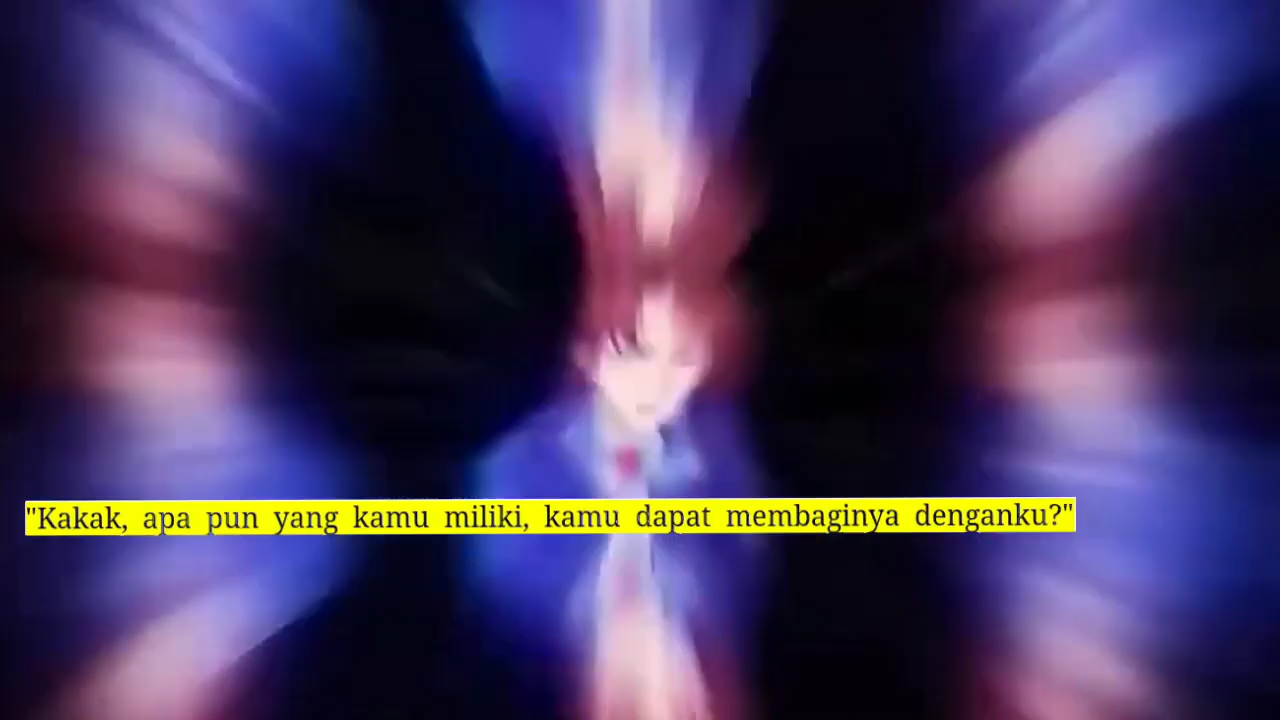 "Kakak, apa pun yang kamu miliki, kamu dapat membaginya denganku?"